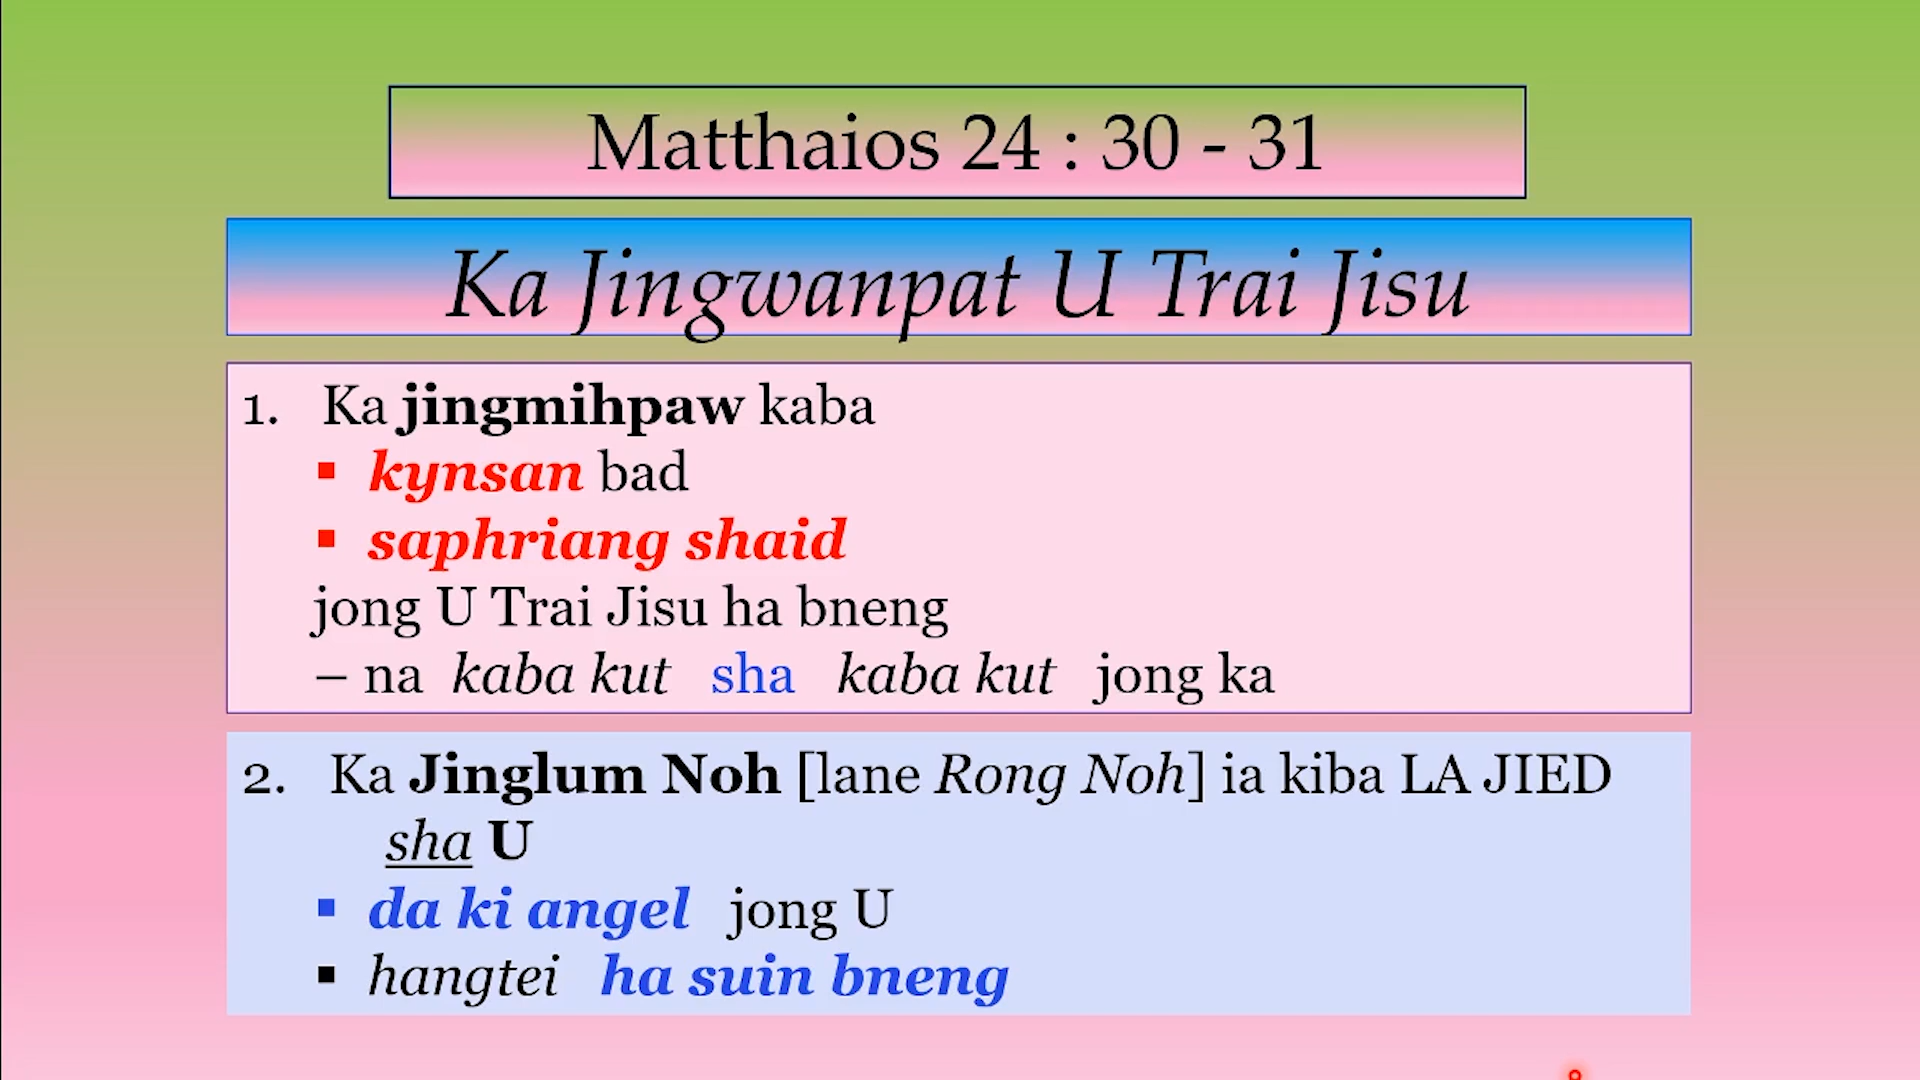 Matthaios 24 : 30 - 31
Ka Jingwanpat U Trai Jisu
1. Ka jingmihpaw kaba
▪ kynsan bad
▪ saphriang shaid
jong U Trai Jisu ha bneng
– na kaba kut sha kaba kut jong ka
2. Ka Jinglum Noh [lane Rong Noh] ia kiba LA JIED
sha U
▪ da ki angel jong U
▪ hangtei ha suin bneng